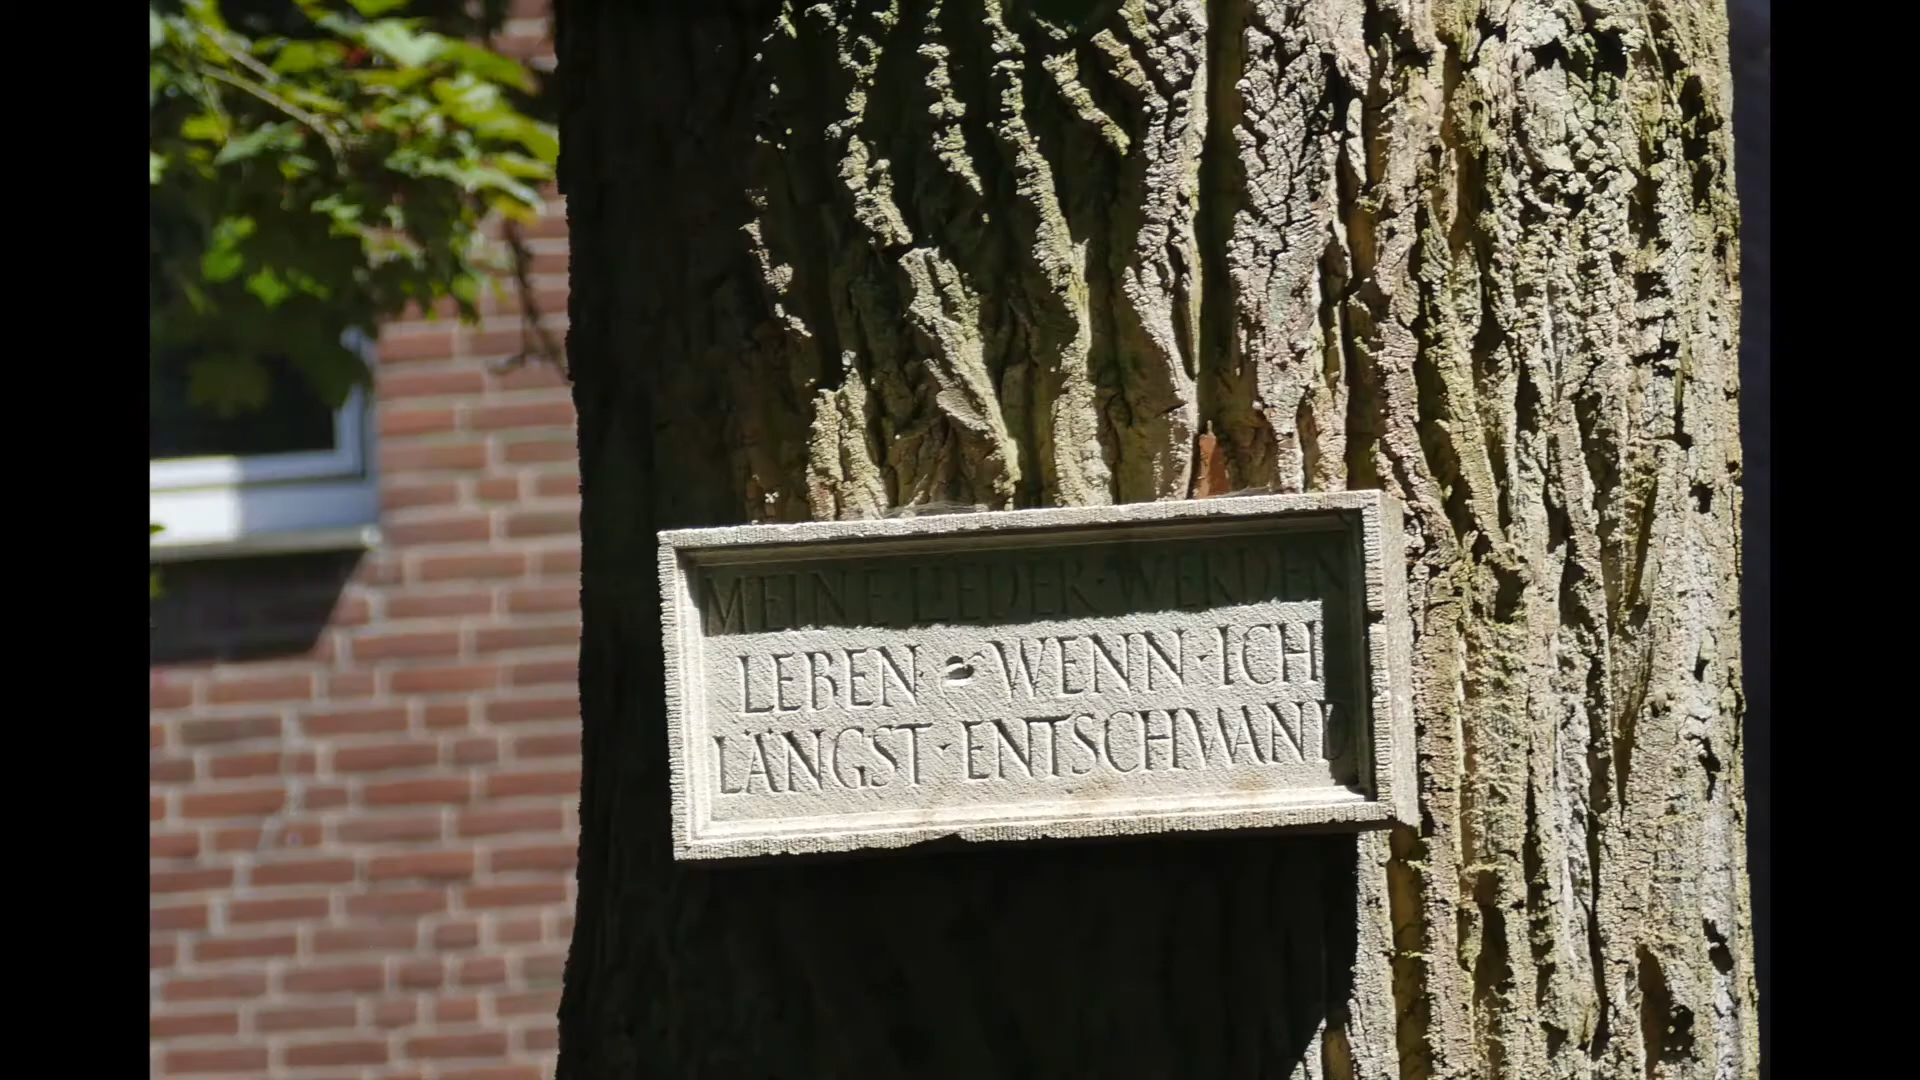 MEINE LIEDER · WERDEN
LEBEN WENN · ICH
LÄNGST · ENTSCHWAND